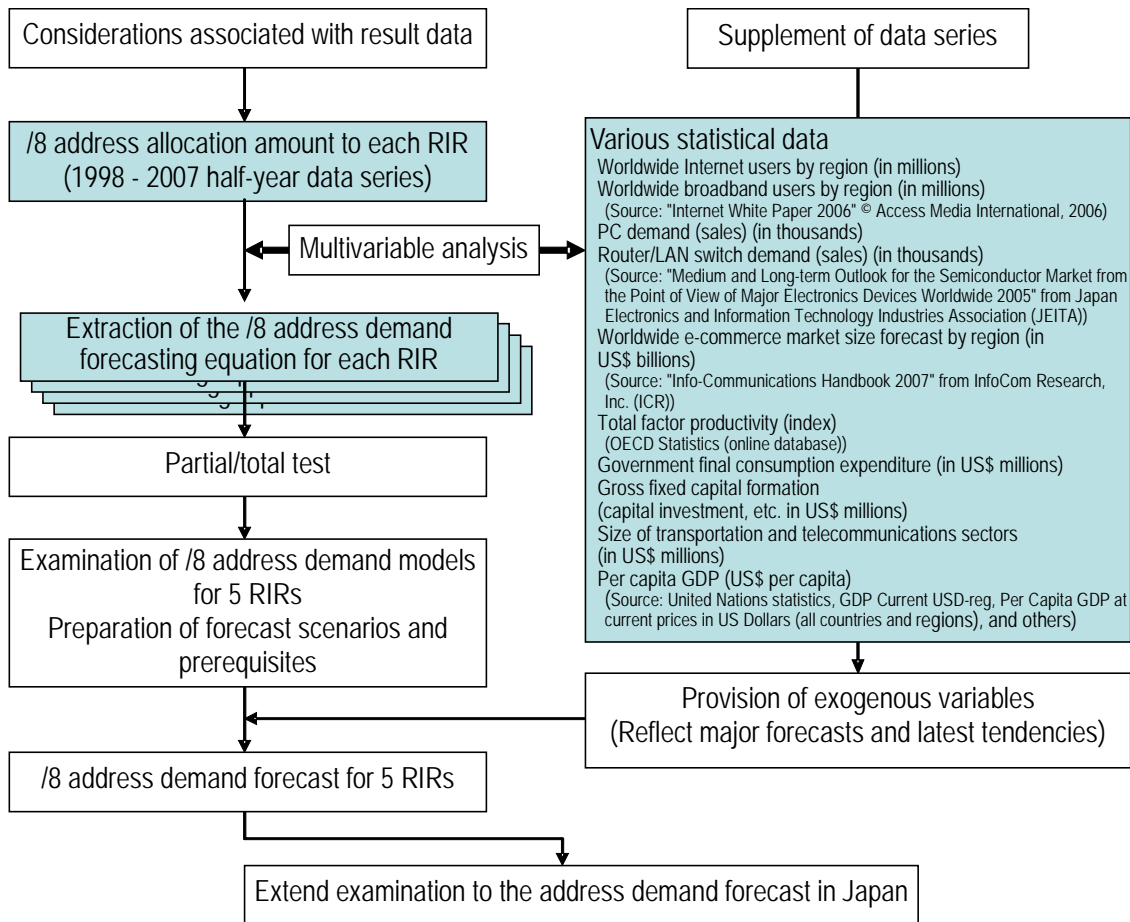 Considerations associated with result data
Supplement of data series
/8 address allocation amount to each RIR
(1998 - 2007 half-year data series)
Multivariable analysis
Various statistical data
Worldwide Internet users by region (in millions)
Worldwide broadband users by region (in millions)
(Source: "Internet White Paper 2006" © Access Media International, 2006)
PC demand (sales) (in thousands)
Router/LAN switch demand (sales) (in thousands)
(Source: "Medium and Long-term Outlook for the Semiconductor Market from
the Point of View of Major Electronics Devices Worldwide 2005" from Japan
Electronics and Information Technology Industries Association (JEITA))
Worldwide e-commerce market size forecast by region (in
US$ billions)
(Source: "Info-Communications Handbook 2007" from InfoCom Research,
Inc. (ICR))
Total factor productivity (index)
(OECD Statistics (online database))
Government final consumption expenditure (in US$ millions)
Gross fixed capital formation
(capital investment, etc. in US$ millions)
Size of transportation and telecommunications sectors
(in US$ millions)
Per capita GDP (US$ per capita)
(Source: United Nations statistics, GDP Current USD-reg, Per Capita GDP at
current prices in US Dollars (all countries and regions), and others)
Extraction of the /8 address demand
forecasting equation for each RIR
Partial/total test
Examination of /8 address demand models
for 5 RIRs
Preparation of forecast scenarios and
prerequisites
Provision of exogenous variables
(Reflect major forecasts and latest tendencies)
/8 address demand forecast for 5 RIRs
Extend examination to the address demand forecast in Japan